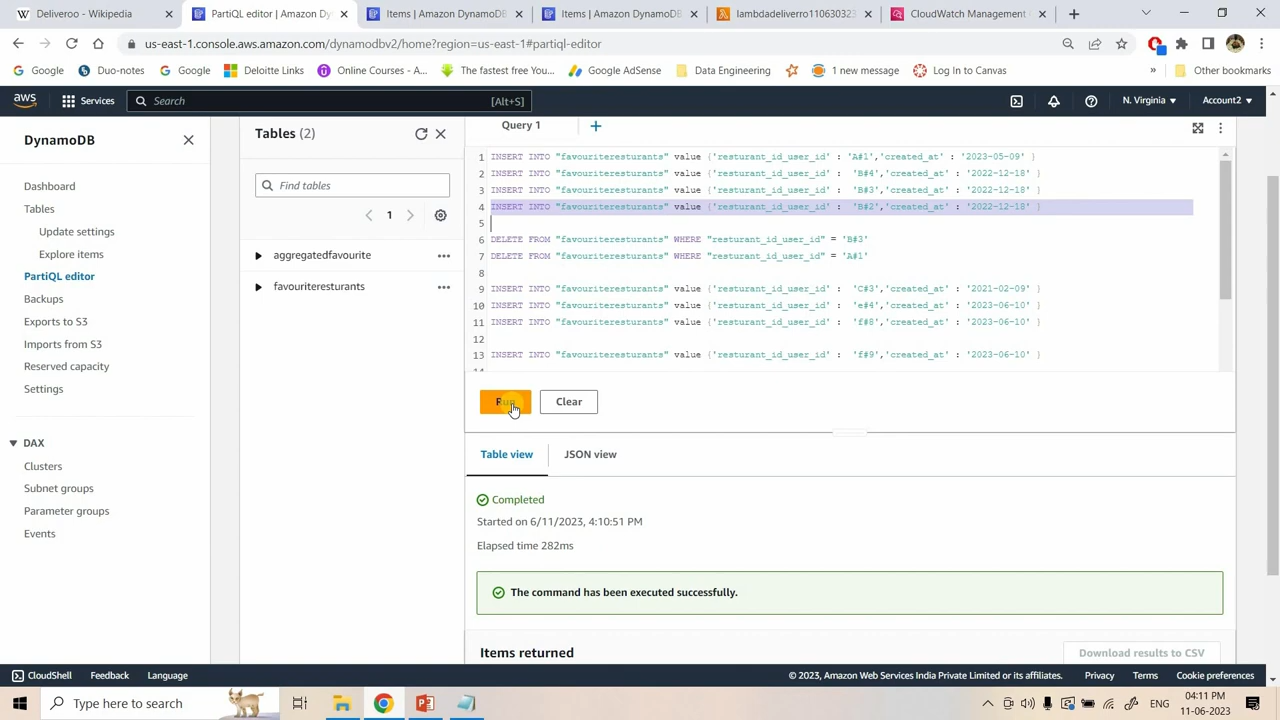 Deliveroo - Wikipedia
PartiQL editor | Amazon Dy
Items | Amazon DynamoDB
Items | Amazon DynamoDB
lambdadeliveroo110630323
CloudWatch Management
us-east-1.console.aws.amazon.com/dynamodbv2/home?region=us-east-1#partiql-editor
Google
Duo-notes
Google
Deloitte Links
Online Courses - A...
The fastest free You...
Google AdSense
Data Engineering
1 new message
Log In to Canvas
»
Other bookmarks
aws
Services
Search
[Alt+S]
N. Virginia
Account2
DynamoDB
Dashboard
Tables
Update settings
Explore items
PartiQL editor
Backups
Exports to S3
Imports from S3
Reserved capacity
Settings
DAX
Clusters
Subnet groups
Parameter groups
Events
Tables (2)
Find tables
1
aggregatedfavourite
favouriteresturants
Query 1
1 INSERT INTO "favouriteresturants" value {'resturant_id_user_id' : 'A#1','created_at' : '2023-05-09' }
2 INSERT INTO "favouriteresturants" value {'resturant_id_user_id' : 'B#4','created_at' : '2022-12-18' }
3 INSERT INTO "favouriteresturants" value {'resturant_id_user_id' : 'B#3','created_at' : '2022-12-18' }
4 INSERT INTO "favouriteresturants" value {'resturant_id_user_id' : 'B#2','created_at' : '2022-12-18' }
5
6 DELETE FROM "favouriteresturants" WHERE "resturant_id_user_id" = 'B#3'
7 DELETE FROM "favouriteresturants" WHERE "resturant_id_user_id" = 'A#1'
8
9 INSERT INTO "favouriteresturants" value {'resturant_id_user_id' : 'C#3','created_at' : '2021-02-09' }
10 INSERT INTO "favouriteresturants" value {'resturant_id_user_id' : 'e#4','created_at' : '2023-06-10' }
11 INSERT INTO "favouriteresturants" value {'resturant_id_user_id' : 'f#8','created_at' : '2023-06-10' }
12
13 INSERT INTO "favouriteresturants" value {'resturant_id_user_id' : 'f#9','created_at' : '2023-06-10' }
Run
Clear
Table view
JSON view
Completed
Started on 6/11/2023, 4:10:51 PM
Elapsed time 282ms
The command has been executed successfully.
Items returned
Download results to CSV
CloudShell
Feedback
Language
© 2023, Amazon Web Services India Private Limited or its affiliates.
Privacy
Terms
Cookie preferences
Type here to search
ENG
04:11 PM
11-06-2023